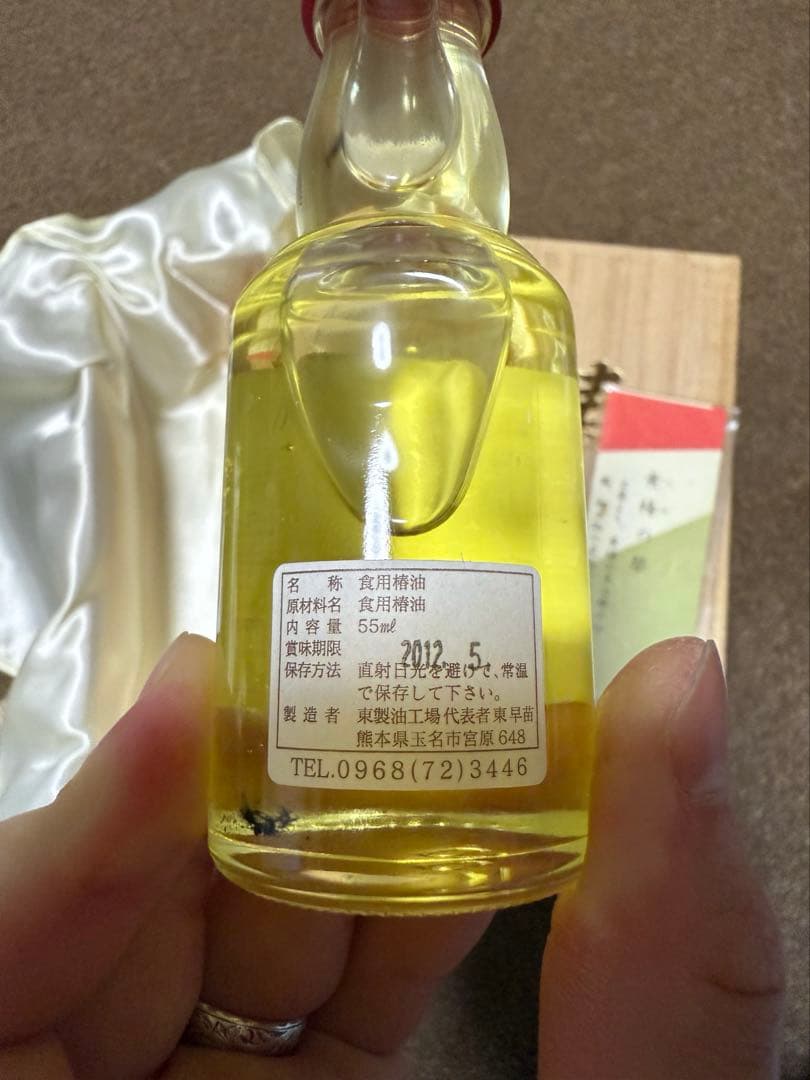 名称 食用椿油
原材料名 食用椿油
内容量 55㎖
賞味期限 2012. 5.
保存方法 直射日光を避けて、常温
で保存して下さい。
製造者 東製油工場代表者東早苗
熊本県玉名市宮原648
TEL.0968(72)3446